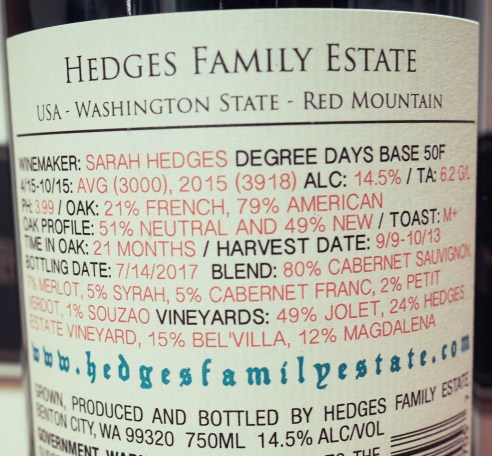 HEDGES FAMILY ESTATE
USA - WASHINGTON STATE - RED MOUNTAIN
WINEMAKER: SARAH HEDGES DEGREE DAYS BASE 50F
4/15-10/15: AVG (3000), 2015 (3918) ALC: 14.5% / TA: 6.2 G/L
PH: 3.99 / OAK: 21% FRENCH, 79% AMERICAN
OAK PROFILE: 51% NEUTRAL AND 49% NEW / TOAST: M+
TIME IN OAK: 21 MONTHS / HARVEST DATE: 9/9-10/13
BOTTLING DATE: 7/14/2017 BLEND: 80% CABERNET SAUVIGNON,
7% MERLOT, 5% SYRAH, 5% CABERNET FRANC, 2% PETIT
VERDOT, 1% SOUZAO VINEYARDS: 49% JOLET, 24% HEDGES
ESTATE VINEYARD, 15% BEL'VILLA, 12% MAGDALENA
www.hedgesfamilyestate.com
GROWN, PRODUCED AND BOTTLED BY HEDGES FAMILY ESTATE,
BENTON CITY, WA 99320 750ML 14.5% ALC/VOL
GOVERNMENT TO THE